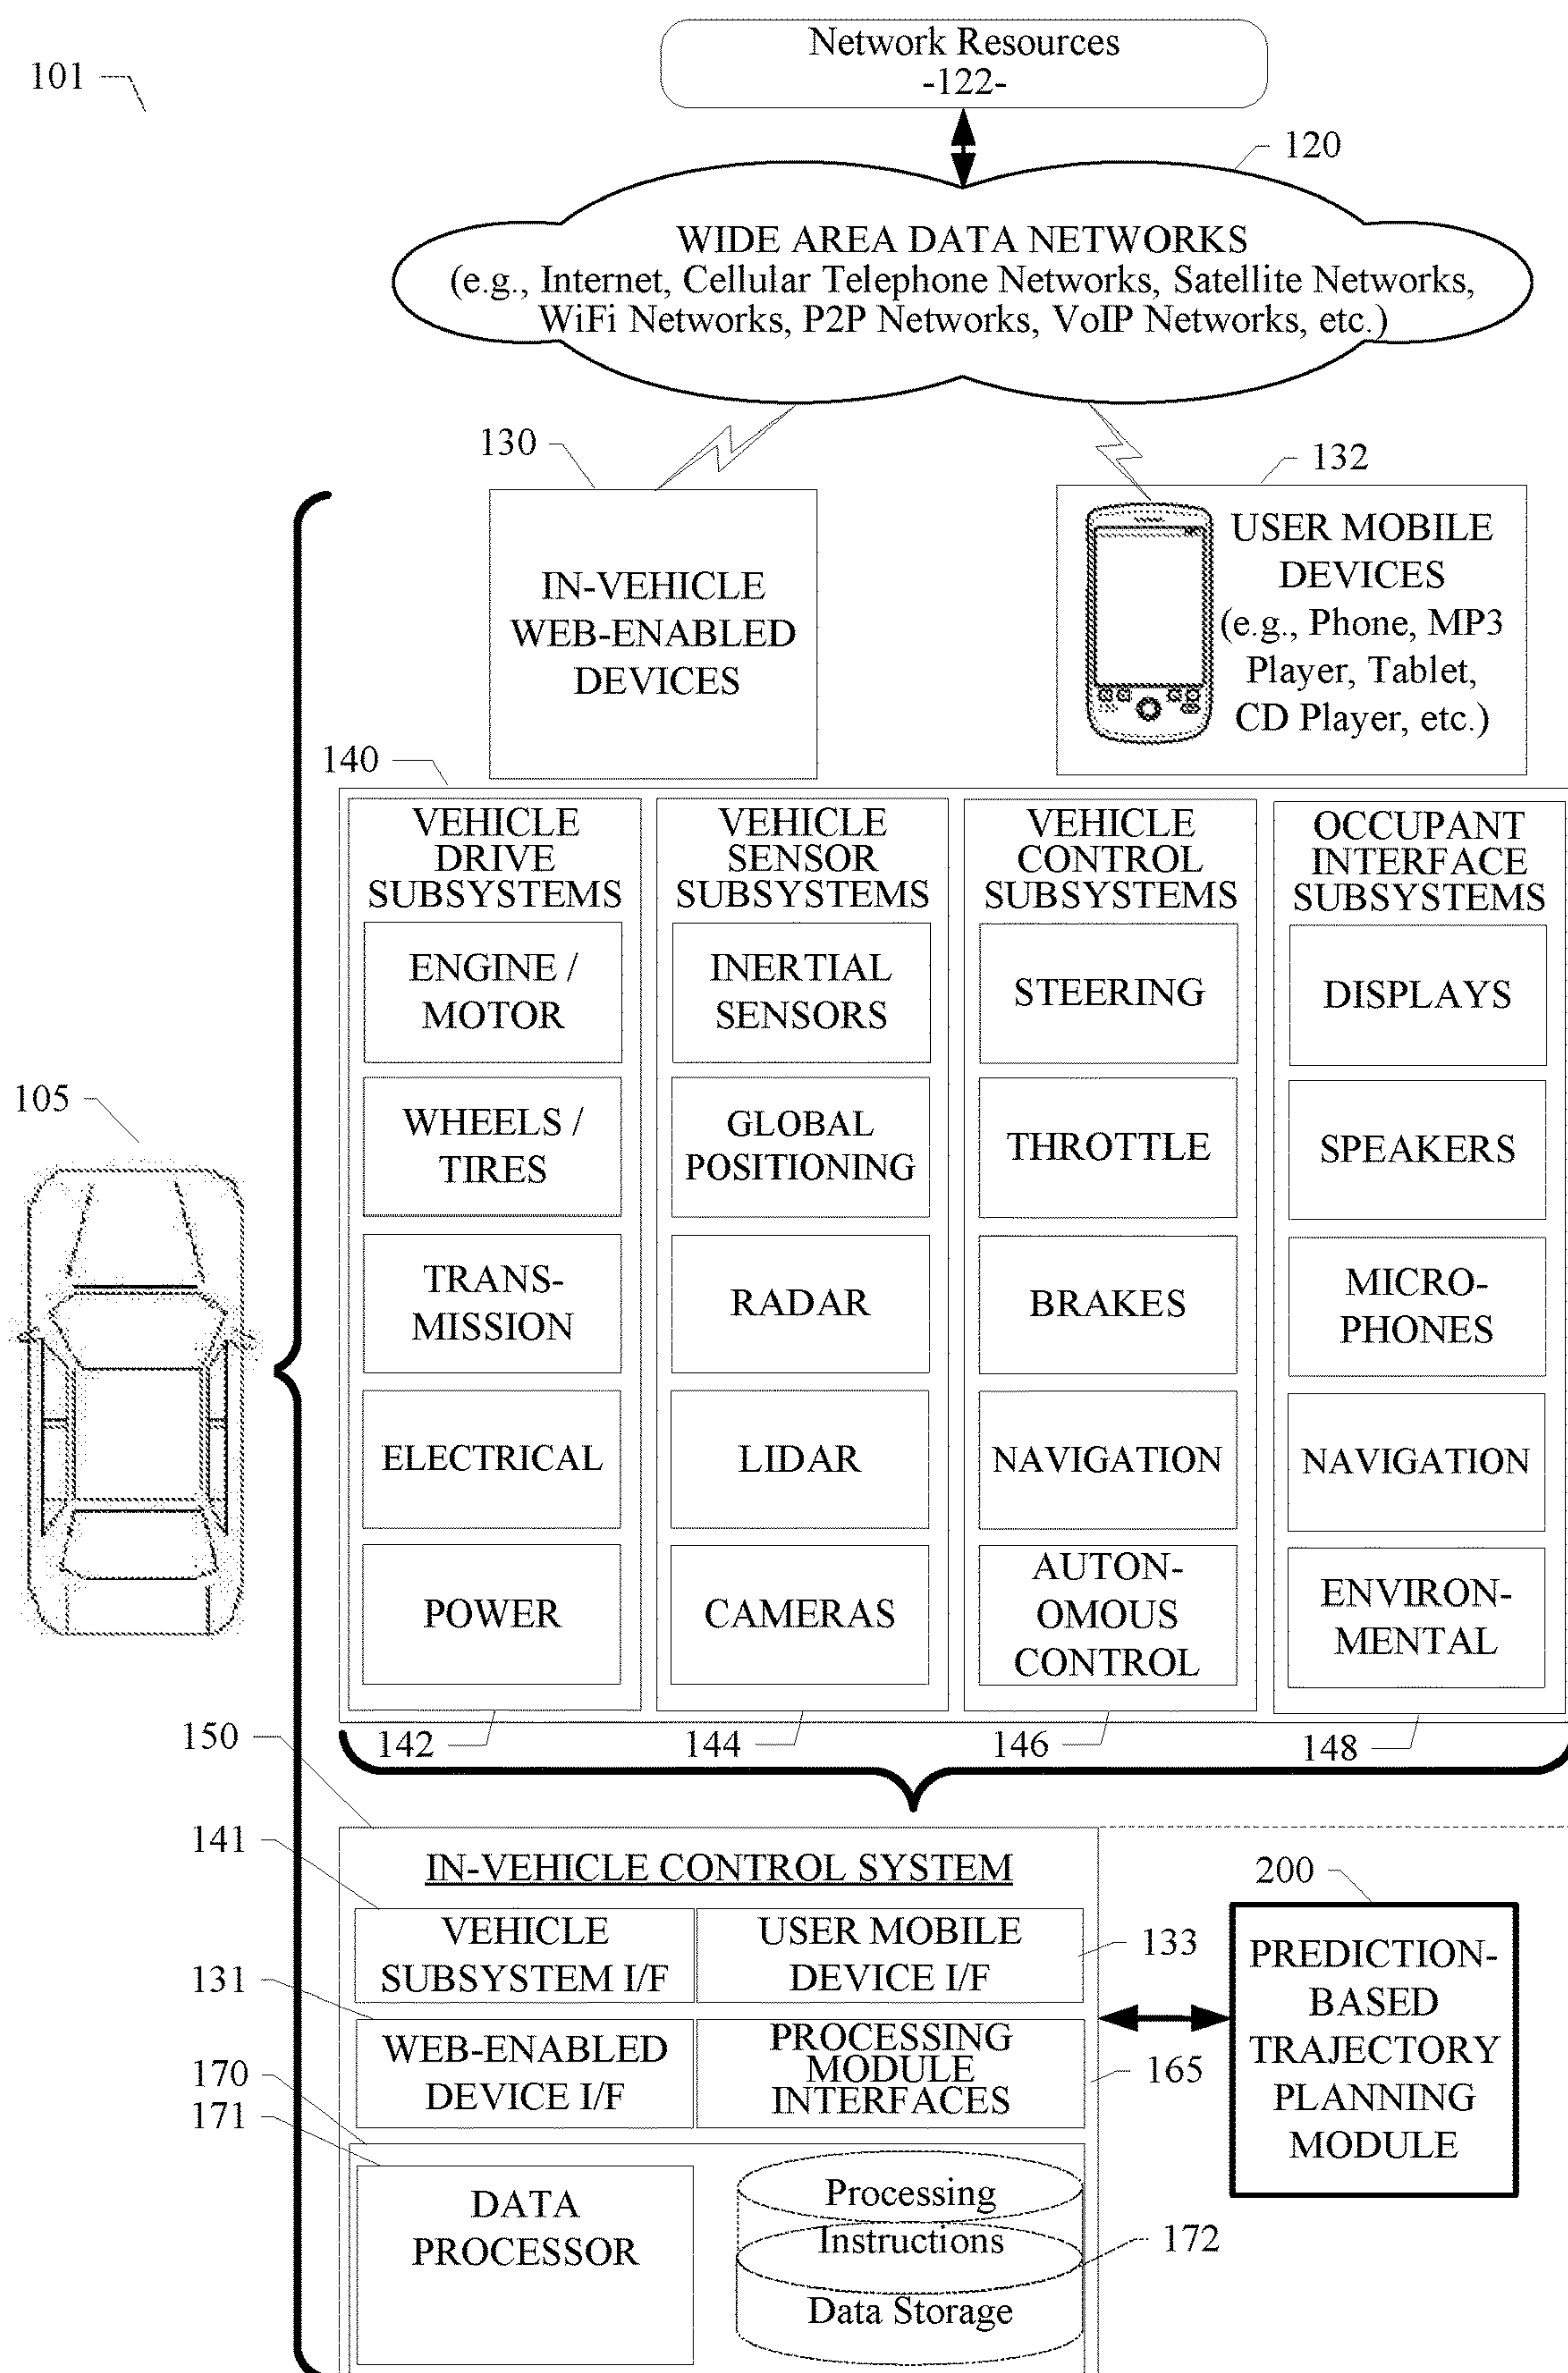 101
Network Resources
-122-
120
WIDE AREA DATA NETWORKS
(e.g., Internet, Cellular Telephone Networks, Satellite Networks,
WiFi Networks, P2P Networks, VoIP Networks, etc.)
130
132
IN-VEHICLE
WEB-ENABLED
DEVICES
USER MOBILE
DEVICES
(e.g., Phone, MP3
Player, Tablet,
CD Player, etc.)
140
VEHICLE
DRIVE
SUBSYSTEMS
ENGINE /
MOTOR
WHEELS /
TIRES
TRANS-
MISSION
ELECTRICAL
POWER
142
VEHICLE
SENSOR
SUBSYSTEMS
INERTIAL
SENSORS
GLOBAL
POSITIONING
RADAR
LIDAR
CAMERAS
144
VEHICLE
CONTROL
SUBSYSTEMS
STEERING
THROTTLE
BRAKES
NAVIGATION
AUTON-
OMOUS
CONTROL
146
OCCUPANT
INTERFACE
SUBSYSTEMS
DISPLAYS
SPEAKERS
MICRO-
PHONES
NAVIGATION
ENVIRON-
MENTAL
148
105
150
IN-VEHICLE CONTROL SYSTEM
141
VEHICLE
SUBSYSTEM I/F
USER MOBILE
DEVICE I/F
133
131
WEB-ENABLED
DEVICE I/F
PROCESSING
MODULE
INTERFACES
165
170
171
DATA
PROCESSOR
Processing
Instructions
Data Storage
172
200
PREDICTION-
BASED
TRAJECTORY
PLANNING
MODULE